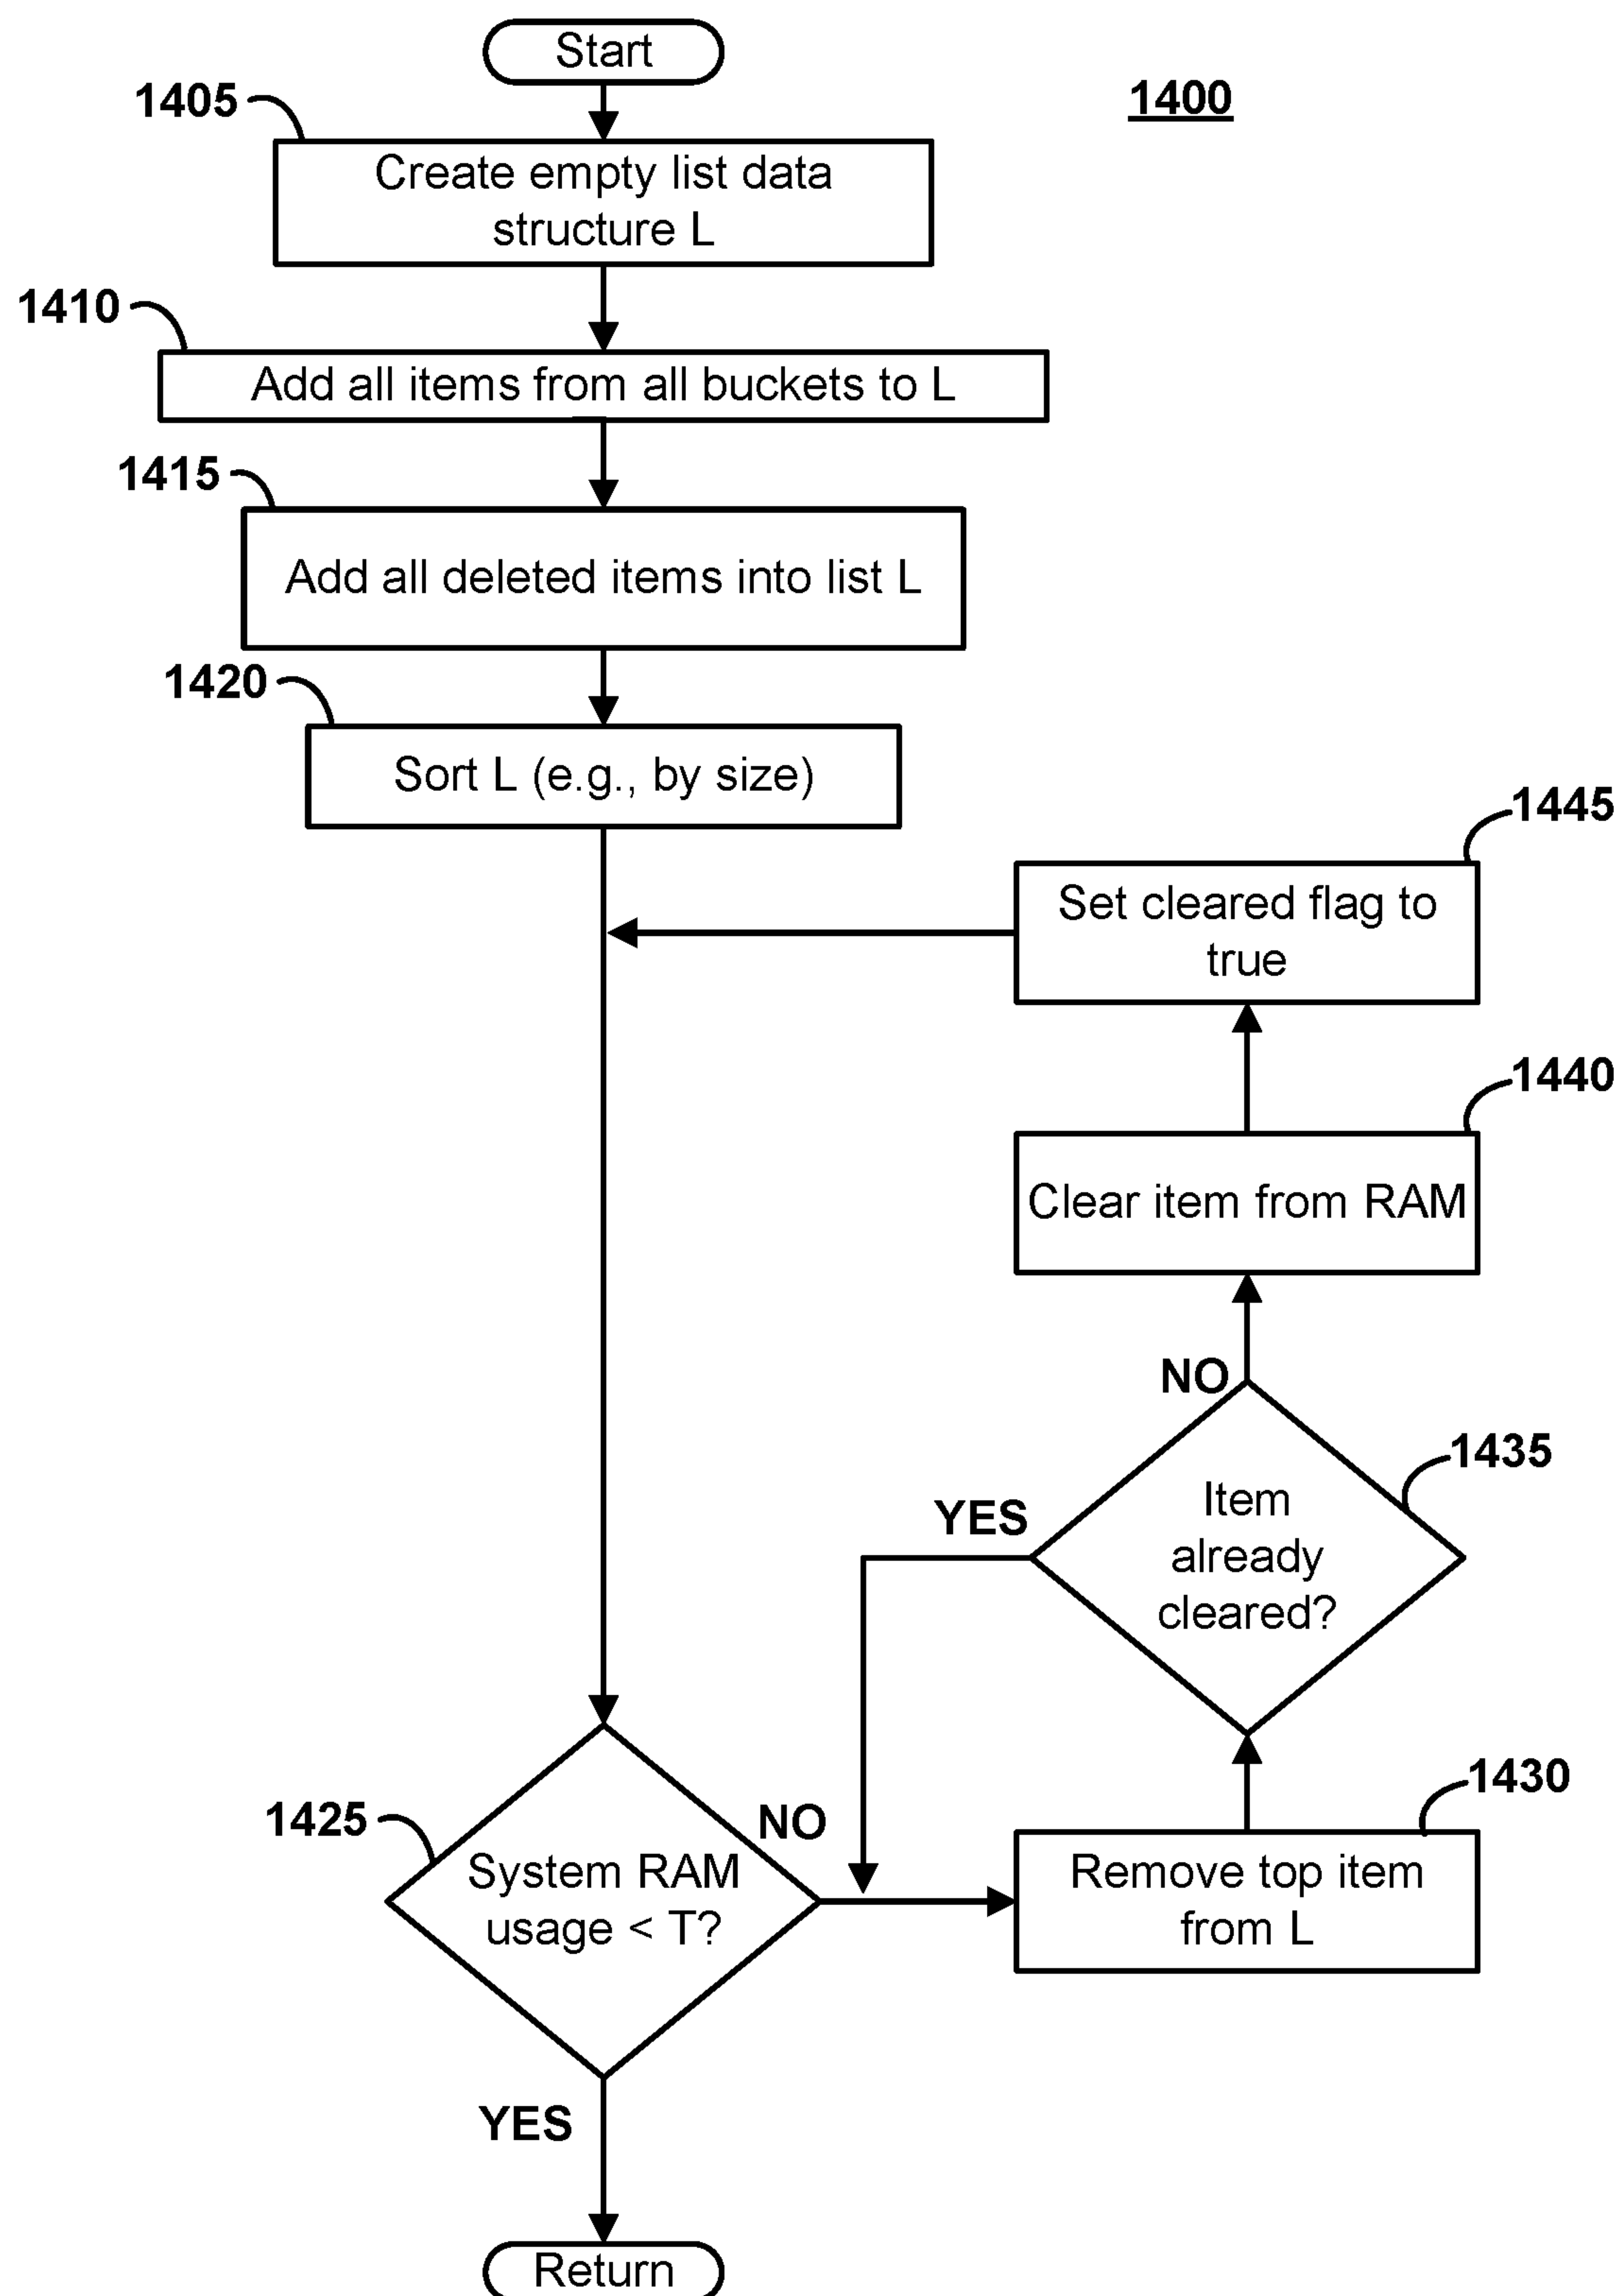 Start
1400
1405
Create empty list data
structure L
1410
Add all items from all buckets to L
1415
Add all deleted items into list L
1420
Sort L (e.g., by size)
1445
Set cleared flag to
true
1440
Clear item from RAM
NO
1435
Item
already
cleared?
YES
1430
Remove top item
from L
1425
NO
System RAM
usage < T?
YES
Return